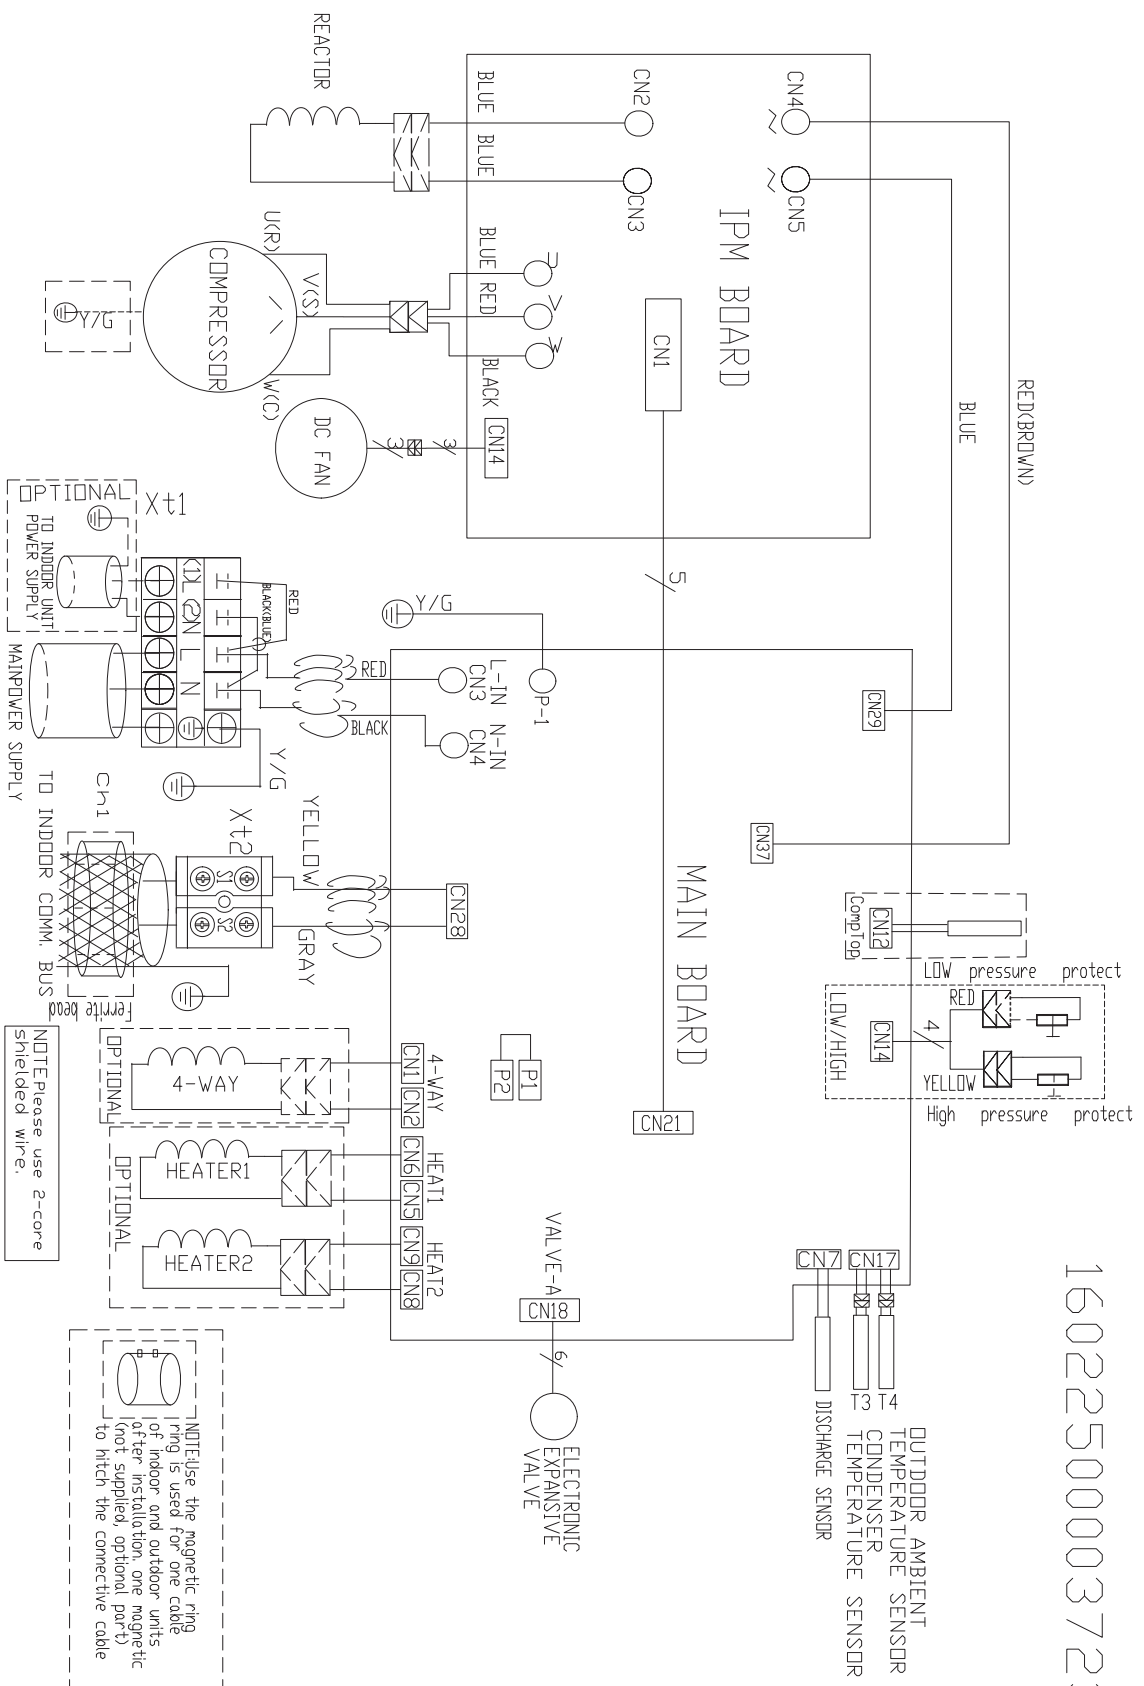 REACTOR
BLUE
BLUE
CN2
CN3
CN4
CN5
~
~
IPM BOARD
CN1
U
V
W
BLUE
RED
BLACK
U(R)
V(S)
W(C)
COMPRESSOR
Y/G
DC FAN
3
3
CN14
5
RED(BROWN)
BLUE
Xt1
OPTIONAL
TO INDOOR UNIT
POWER SUPPLY
(1)L
(2)N
L
N
RED
BLACK(BLUE)
MAINPOWER SUPPLY
Y/G
Y/G
P-1
RED
BLACK
L-IN
CN3
N-IN
CN4
CN29
CN37
MAIN BOARD
Xt2
S1
S2
YELLOW
GRAY
CN28
Ch1
TO INDOOR COMM. BUS
Ferrite bead
NOTE:Please use 2-core
shielded wire.
CompTop
CN12
LOW pressure protect
RED
4
CN14
LOW/HIGH
YELLOW
High pressure protect
P1
P2
CN21
4-WAY
CN1
CN2
4-WAY
OPTIONAL
HEAT1
CN6
CN5
HEATER1
OPTIONAL
HEAT2
CN9
CN8
HEATER2
VALVE-A
CN18
6
ELECTRONIC
EXPANSIVE
VALVE
CN7
CN17
T3
T4
DISCHARGE SENSOR
OUTDOOR AMBIENT
TEMPERATURE SENSOR
CONDENSER
TEMPERATURE SENSOR
NOTE:Use the magnetic ring
ring is used for one cable
of indoor and outdoor units
after installation. one magnetic
(not supplied, optional part)
to hitch the connective cable
1602250000372